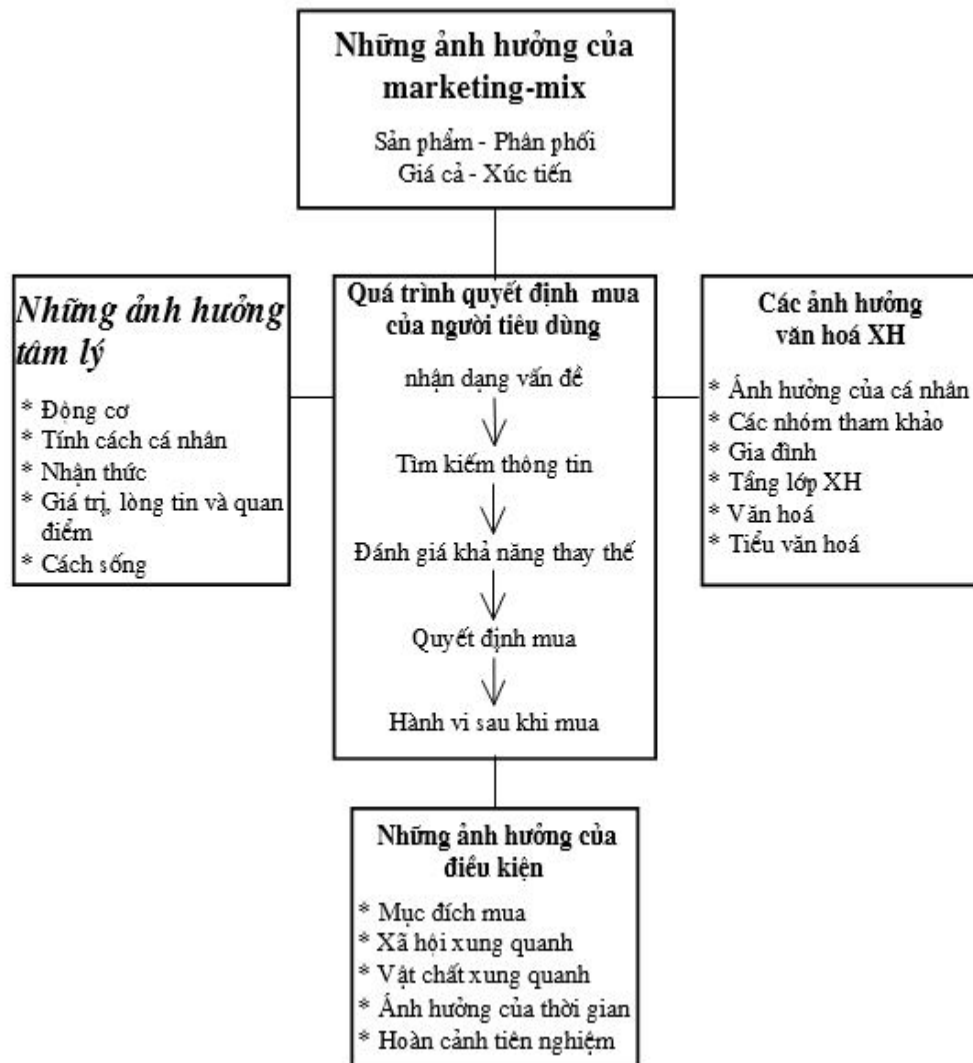 Những ảnh hưởng của
marketing-mix
Sản phẩm - Phân phối
Giá cả - Xúc tiến
Những ảnh hưởng
tâm lý
* Động cơ
* Tính cách cá nhân
* Nhận thức
* Giá trị, lòng tin và quan
điểm
* Cách sống
Quá trình quyết định mua
của người tiêu dùng
nhận dạng vấn đề
Tìm kiếm thông tin
Đánh giá khả năng thay thế
Quyết định mua
Hành vi sau khi mua
Các ảnh hưởng
văn hoá XH
* Ảnh hưởng của cá nhân
* Các nhóm tham khảo
* Gia đình
* Tầng lớp XH
* Văn hoá
* Tiểu văn hoá
Những ảnh hưởng của
điều kiện
* Mục đích mua
* Xã hội xung quanh
* Vật chất xung quanh
* Ảnh hưởng của thời gian
* Hoàn cảnh tiên nghiệm